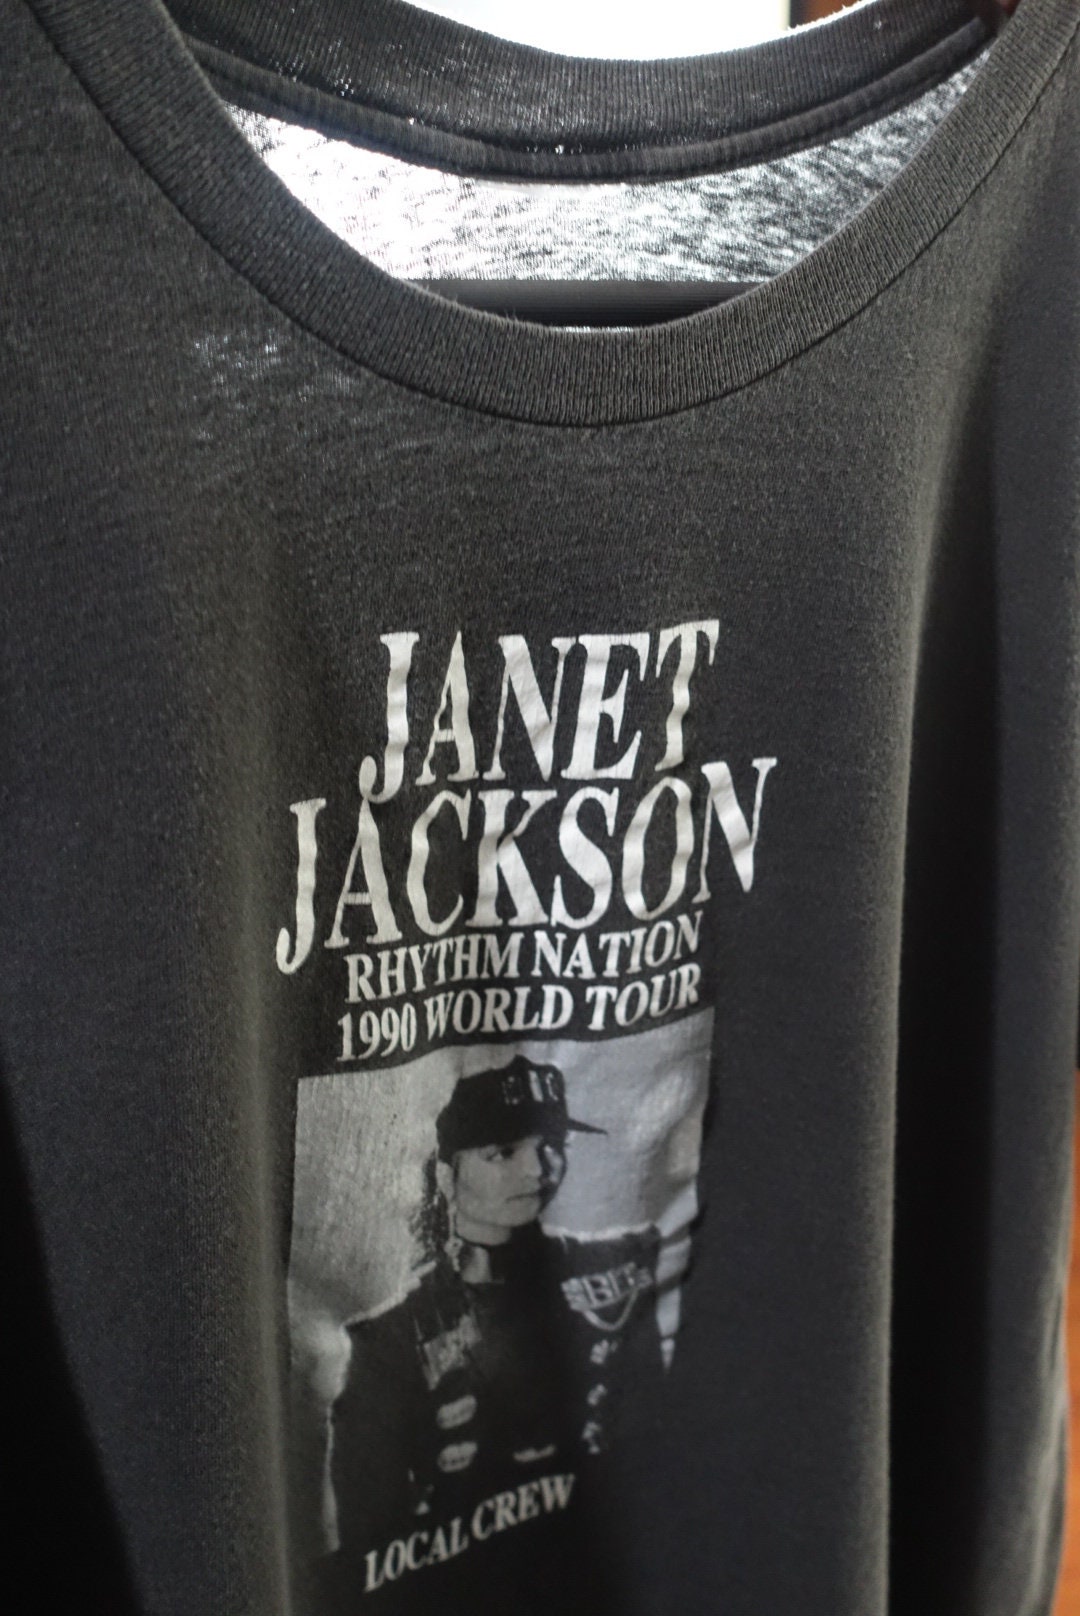 JANET
JACKSON
RHYTHM NATION
1990 WORLD TOUR
LOCAL CREW